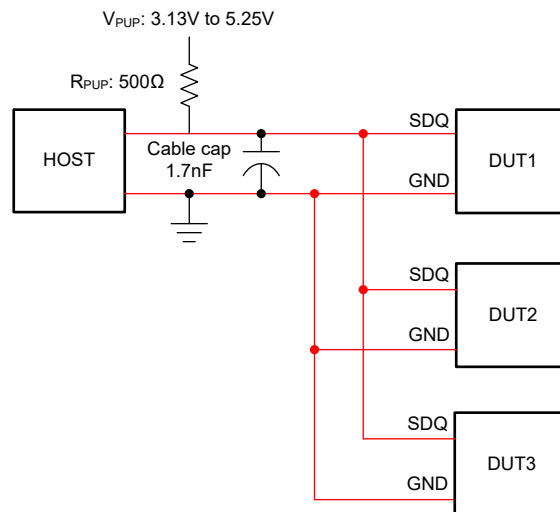 VPUP: 3.13V to 5.25V
RPUP: 500Ω
SDQ
HOST
Cable cap
1.7nF
DUT1
GND
SDQ
DUT2
GND
SDQ
DUT3
GND